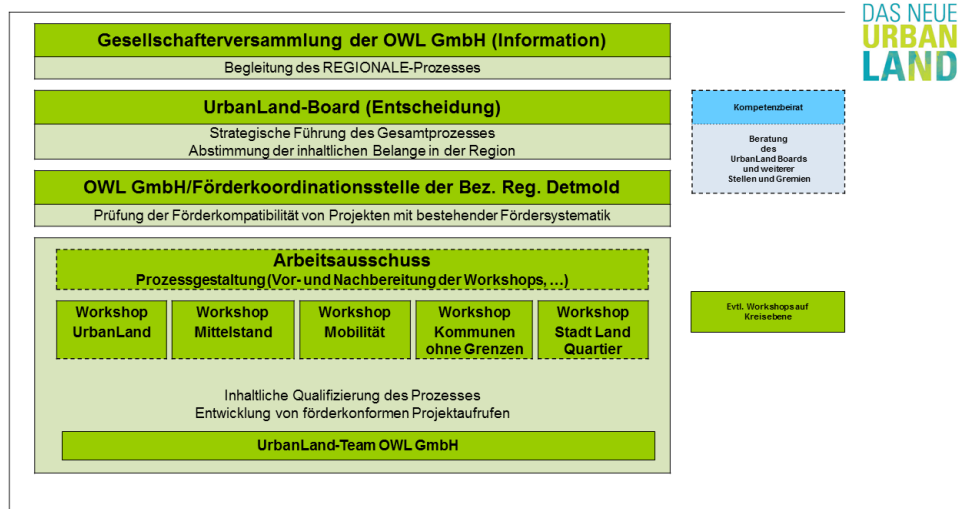 DAS NEUE
URBAN
LAND
Gesellschafterversammlung der OWL GmbH (Information)
Begleitung des REGIONALE-Prozesses
UrbanLand-Board (Entscheidung)
Strategische Führung des Gesamtprozesses
Abstimmung der inhaltlichen Belange in der Region
Kompetenzbeirat
Beratung
des
UrbanLand Boards
und weiterer
Stellen und Gremien
OWL GmbH/Förderkoordinationsstelle der Bez. Reg. Detmold
Prüfung der Förderkompatibilität von Projekten mit bestehender Fördersystematik
Arbeitsausschuss
Prozessgestaltung (Vor- und Nachbereitung der Workshops, ...)
Workshop
UrbanLand
Workshop
Mittelstand
Workshop
Mobilität
Workshop
Kommunen
ohne Grenzen
Workshop
Stadt Land
Quartier
Evtl. Workshops auf
Kreisebene
Inhaltliche Qualifizierung des Prozesses
Entwicklung von förderkonformen Projektaufrufen
UrbanLand-Team OWL GmbH